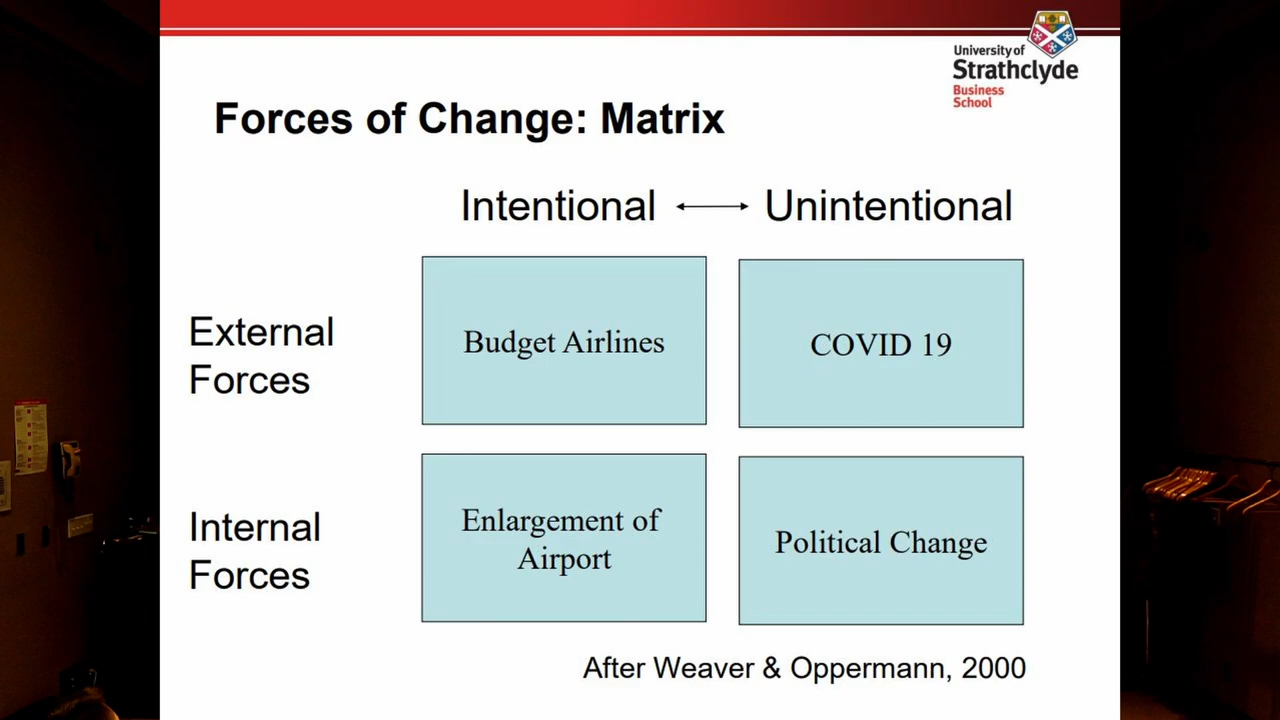 University of
Strathclyde
Business
School
Forces of Change: Matrix
Intentional
Unintentional
External
Forces
Budget Airlines
COVID 19
Internal
Forces
Enlargement of
Airport
Political Change
After Weaver & Oppermann, 2000